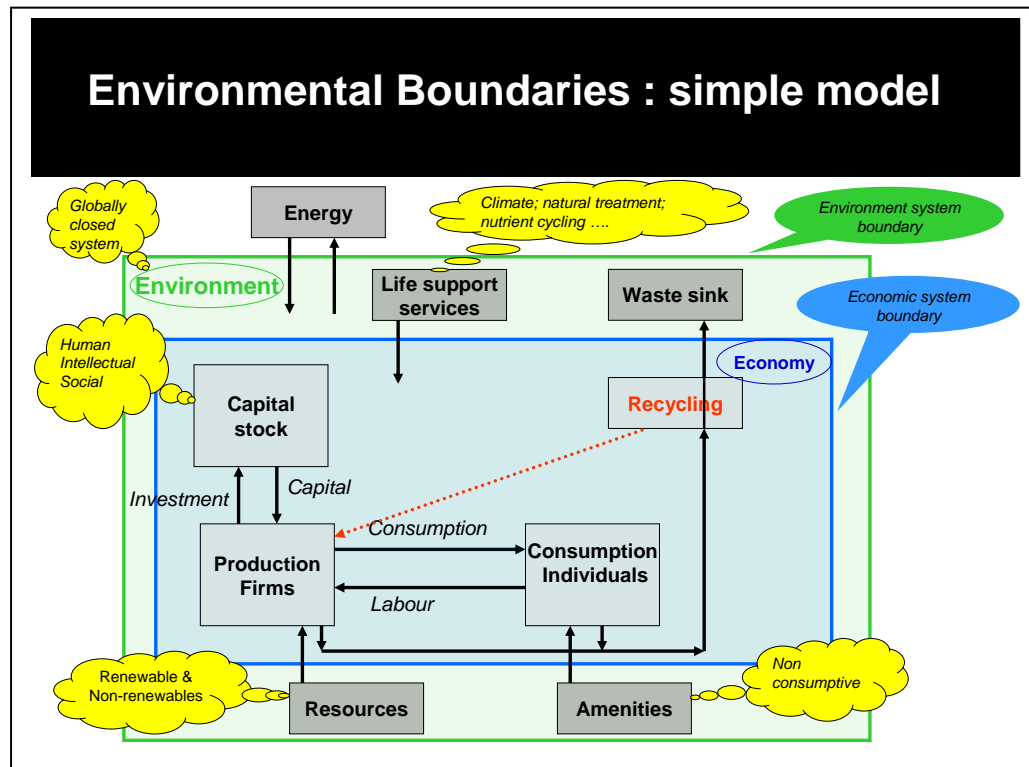 Environmental Boundaries : simple model
Globally
closed
system
Energy
Climate; natural treatment;
nutrient cycling ....
Environment system
boundary
Environment
Life support
services
Waste sink
Economic system
boundary
Human
Intellectual
Social
Economy
Capital
stock
Recycling
Investment
Capital
Consumption
Production
Firms
Consumption
Individuals
Labour
Renewable &
Non-renewables
Resources
Amenities
Non
consumptive